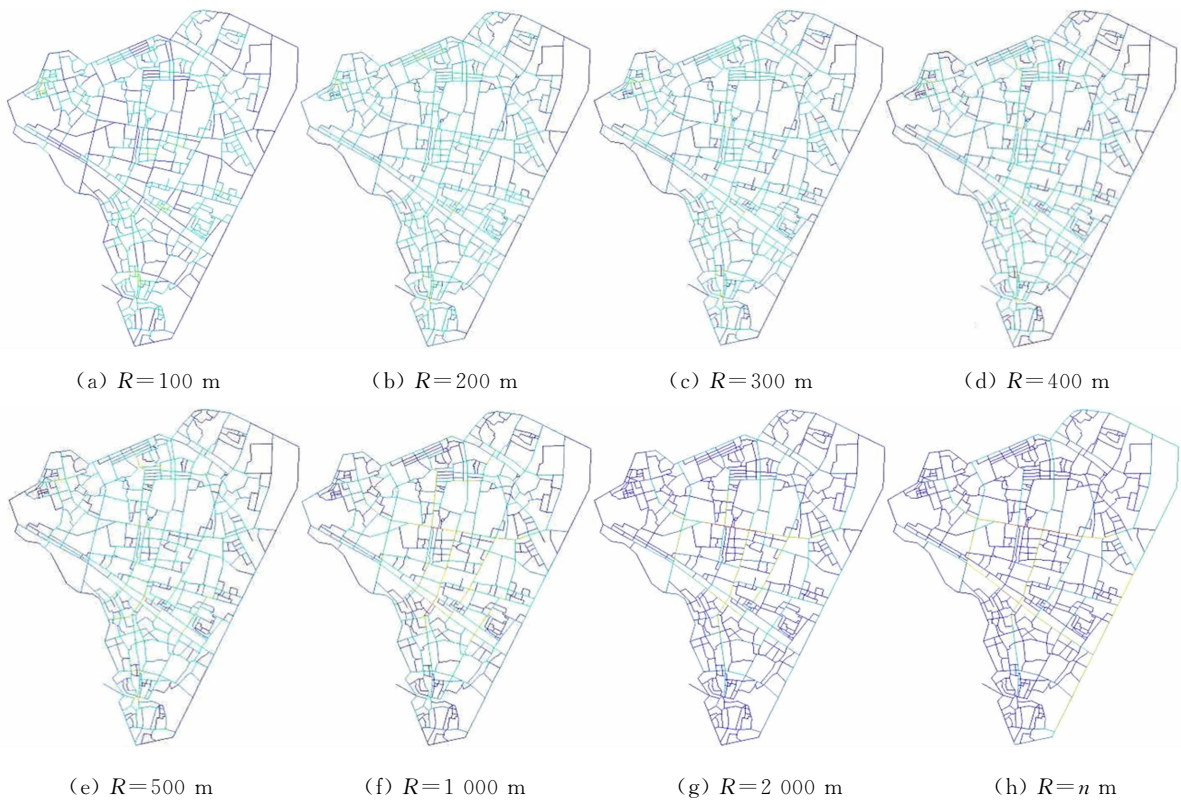 (a) R=100 m
(b) R=200 m
(c) R=300 m
(d) R=400 m
(e) R=500 m
(f) R=1 000 m
(g) R=2 000 m
(h) R=n m